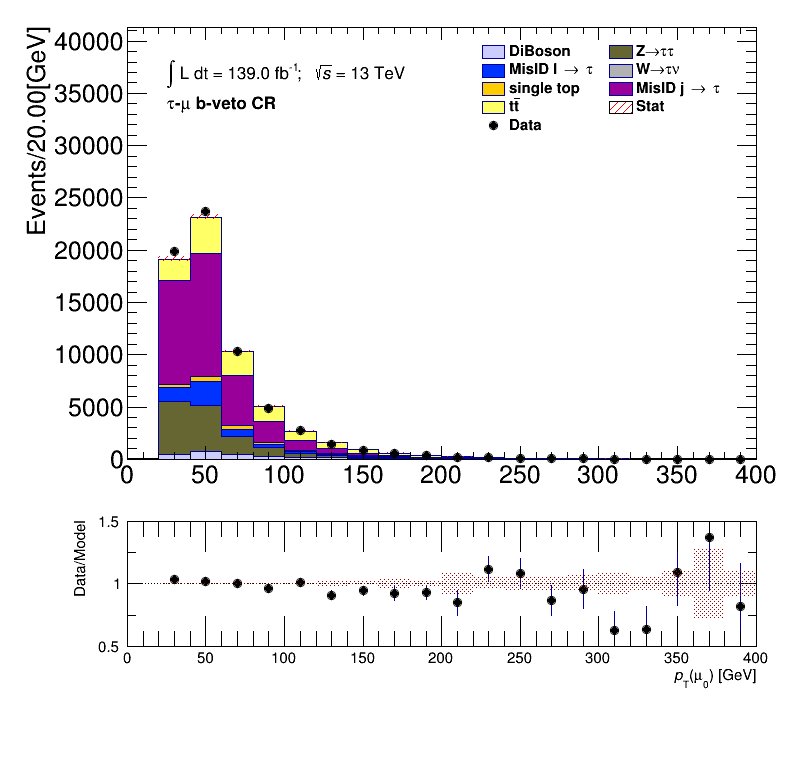 Events/20.00[GeV]
40000
35000
30000
25000
20000
15000
10000
5000
0
∫ L dt = 139.0 fb⁻¹; √s = 13 TeV
τ-μ b-veto CR
DiBoson
MisID l → τ
single top
tt̄
Data
Z→ττ
W→τν
MisID j → τ
Stat
0 50 100 150 200 250 300 350 400
Data/Model
1.5
1
0.5
0 50 100 150 200 250 300 350 400
p_T(μ_0) [GeV]